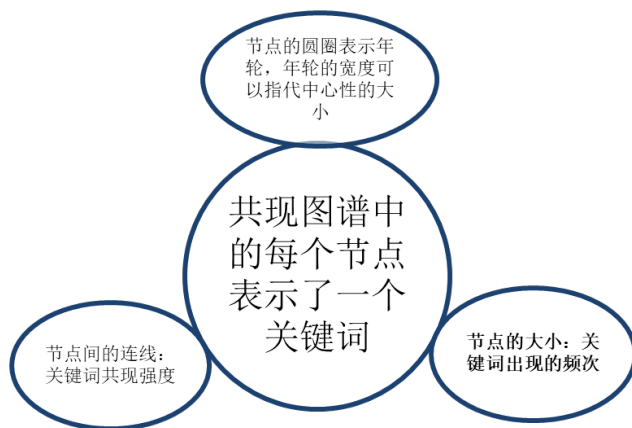 节点的圆圈表示年
轮，年轮的宽度可
以指代中心性的大
小
共现图谱中
的每个节点
表示了一个
关键词
节点间的连线：
关键词共现强度
节点的大小：关
键词出现的频次